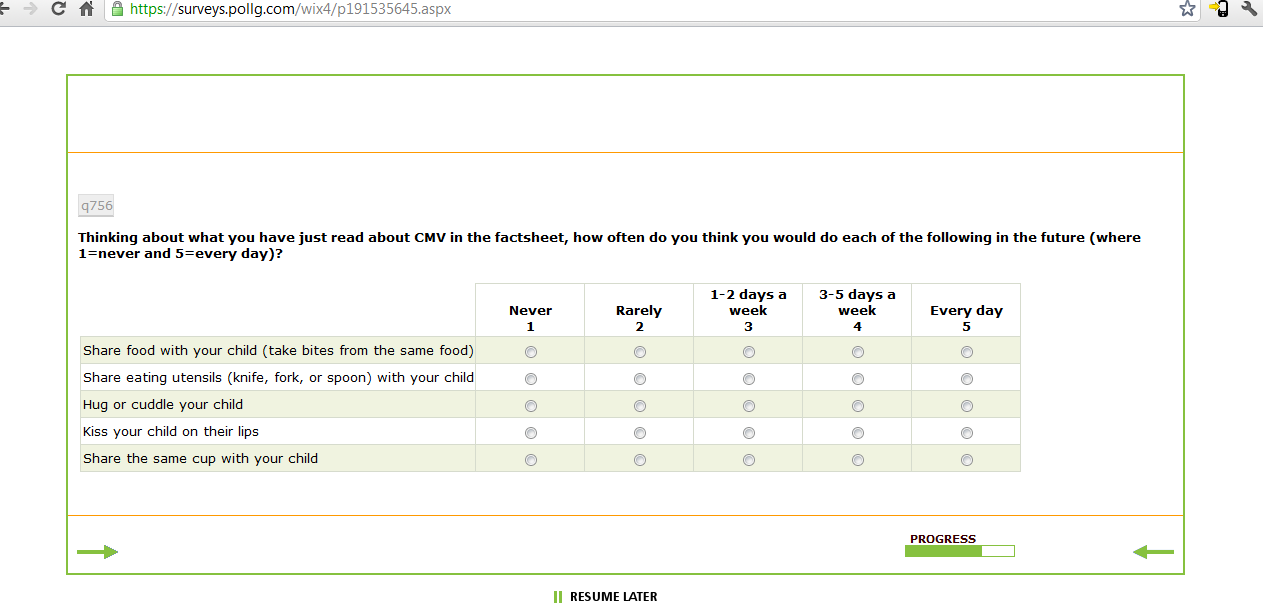 https://surveys.pollg.com/wix4/p191535645.aspx
q756
Thinking about what you have just read about CMV in the factsheet, how often do you think you would do each of the following in the future (where
1=never and 5=every day)?
Never
1
Rarely
2
1-2 days a
week
3
3-5 days a
week
4
Every day
5
Share food with your child (take bites from the same food)
Share eating utensils (knife, fork, or spoon) with your child
Hug or cuddle your child
Kiss your child on their lips
Share the same cup with your child
PROGRESS
RESUME LATER